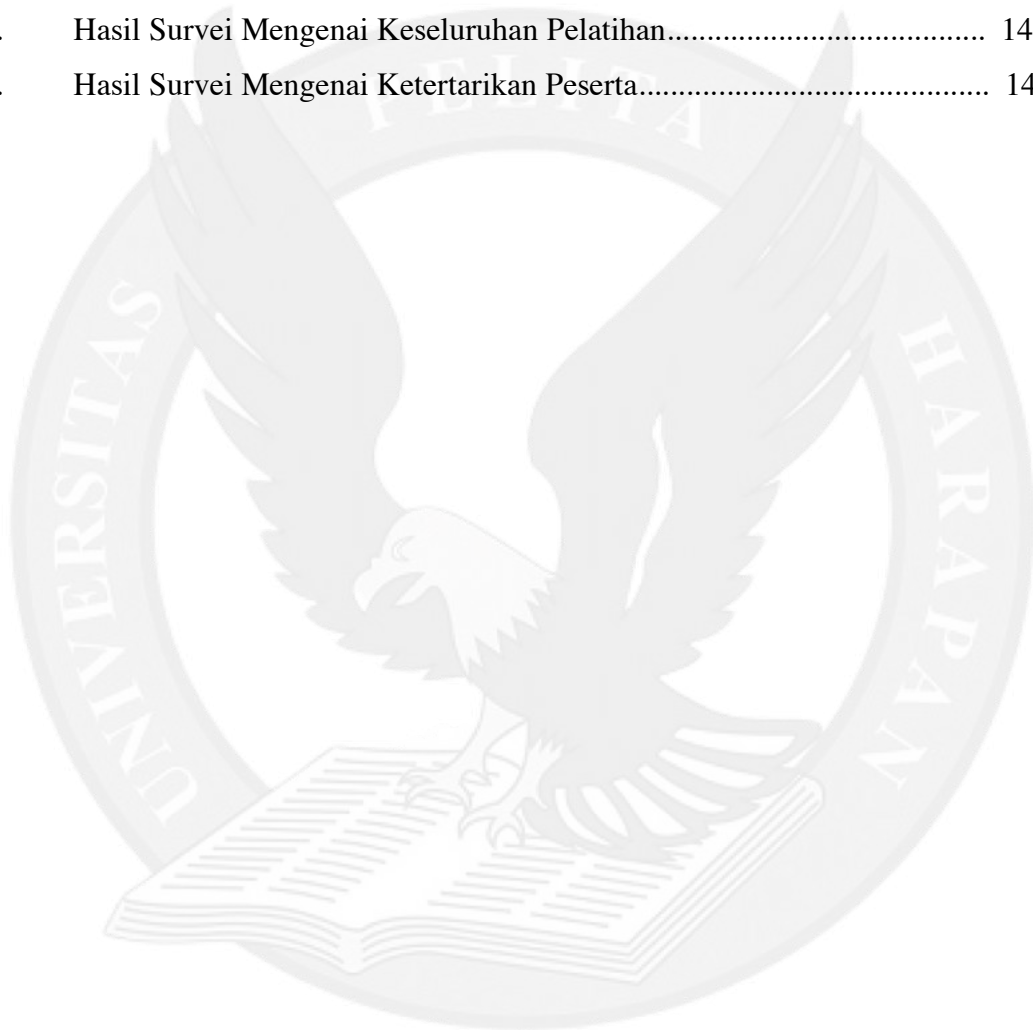 . Hasil Survei Mengenai Keseluruhan Pelatihan....................................... 14
. Hasil Survei Mengenai Ketertarikan Peserta........................................... 14
UNIVERSITAS PELITA HARAPAN